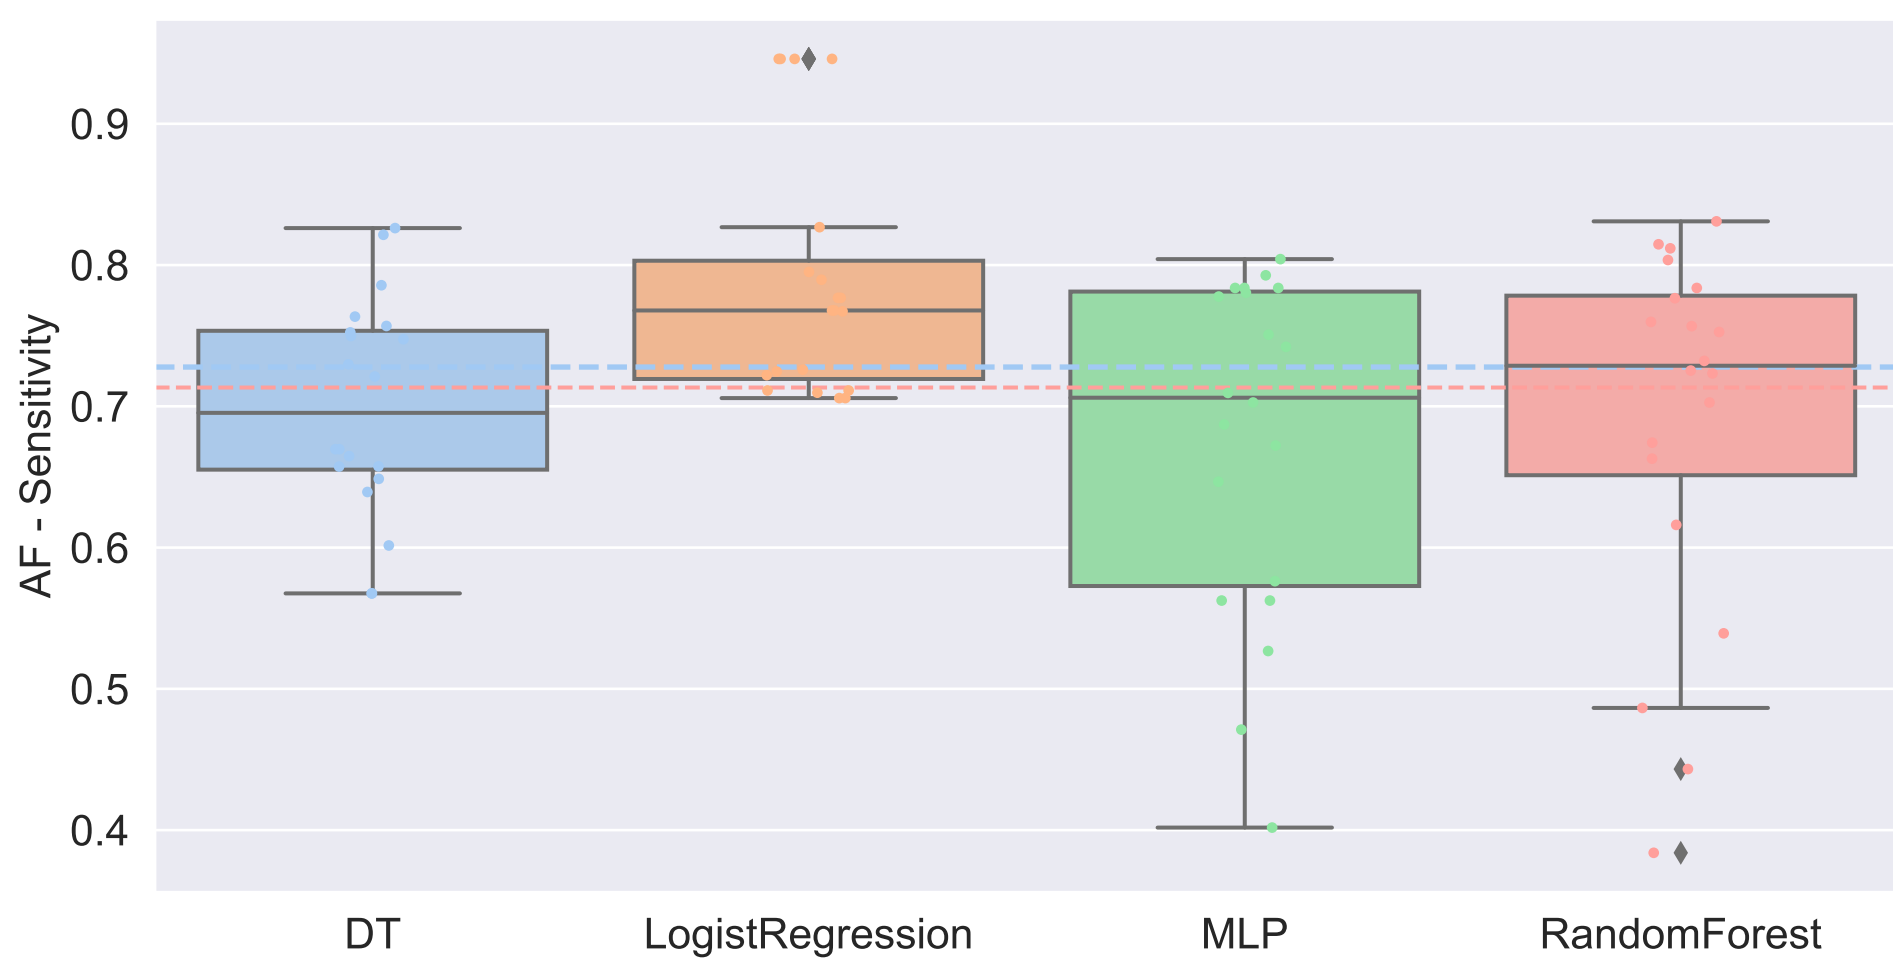 AF - Sensitivity
0.9
0.8
0.7
0.6
0.5
0.4
DT
LogistRegression
MLP
RandomForest